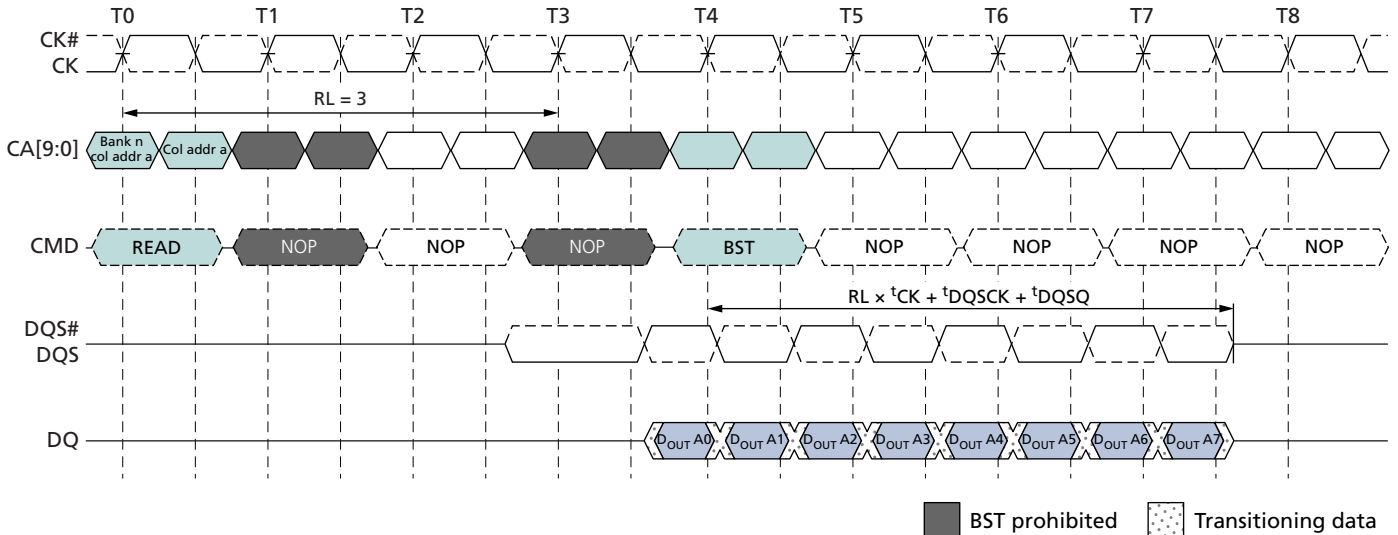 T0 T1 T2 T3 T4 T5 T6 T7 T8
CK#
CK
RL = 3
CA[9:0] Bank n col addr a Col addr a
CMD READ NOP NOP NOP BST NOP NOP NOP NOP
RL × tCK + tDQSCK + tDQSQ
DQS#
DQS
DQ DOUT A0 DOUT A1 DOUT A2 DOUT A3 DOUT A4 DOUT A5 DOUT A6 DOUT A7
BST prohibited Transitioning data